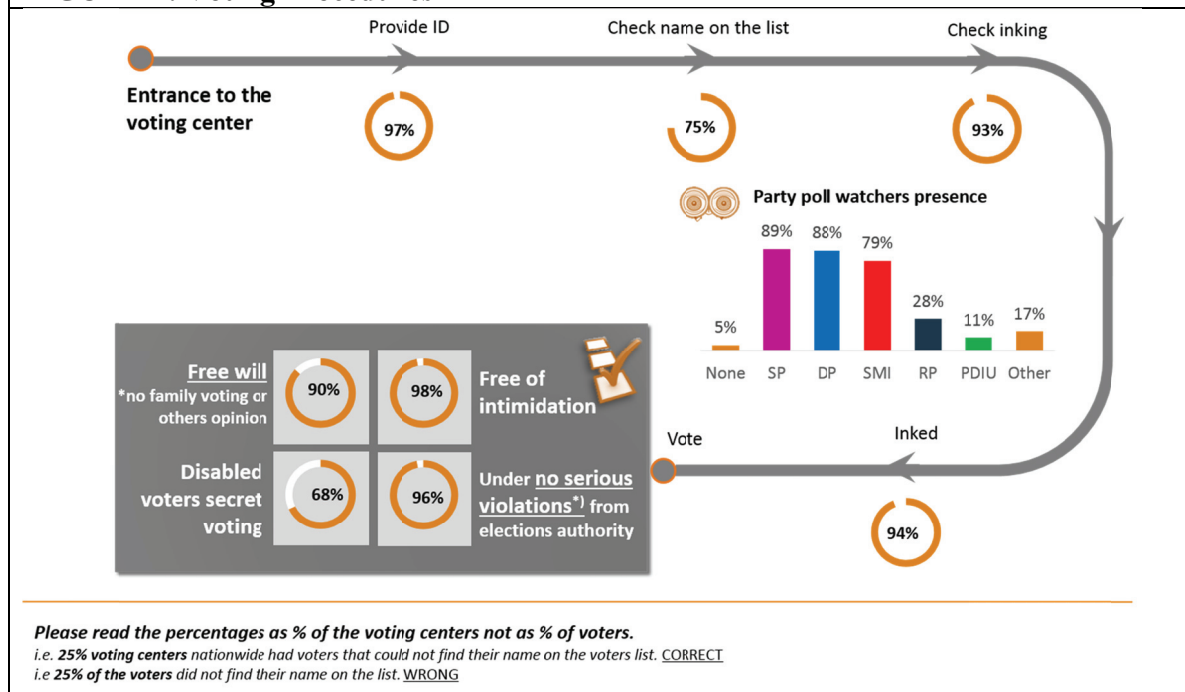 Provide ID
Check name on the list
Check inking
Entrance to the
voting center
97%
75%
93%
Party poll watchers presence
89%
88%
79%
28%
11%
17%
5%
None
SP
DP
SMI
RP
PDIU
Other
Free will
*no family voting or
others opinion
90%
98%
Free of
intimidation
Disabled
voters secret
voting
68%
96%
Under no serious
violations*) from
elections authority
Vote
Inked
94%
Please read the percentages as % of the voting centers not as % of voters.
i.e. 25% voting centers nationwide had voters that could not find their name on the voters list. CORRECT
i.e 25% of the voters did not find their name on the list. WRONG